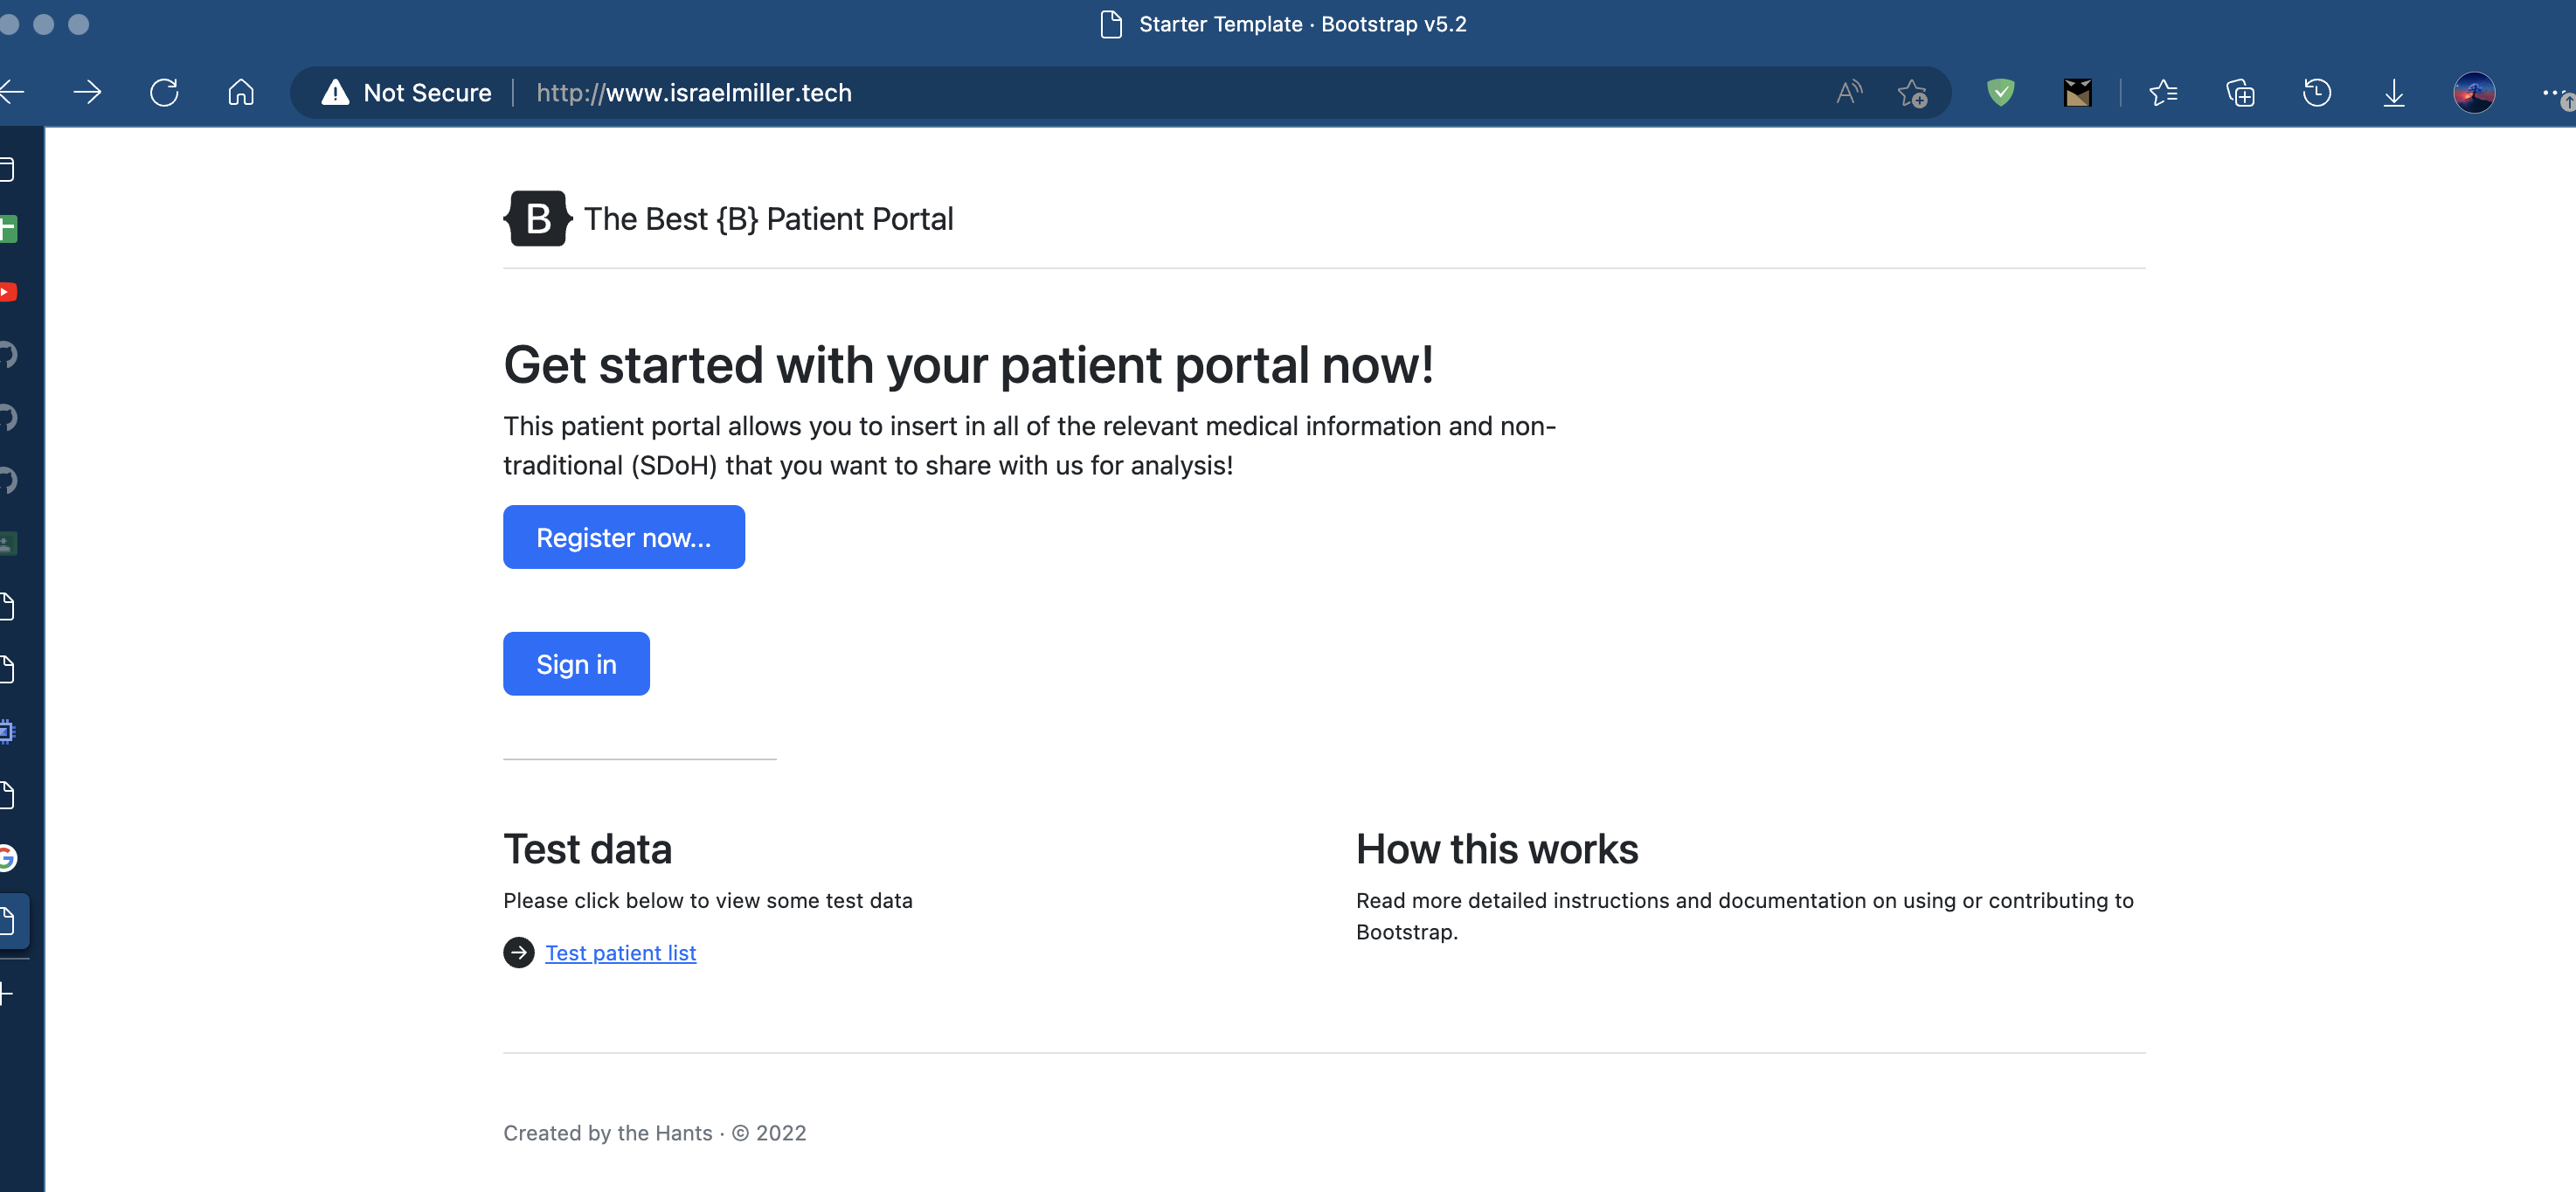 Starter Template · Bootstrap v5.2
Not Secure
http://www.israelmiller.tech
B The Best {B} Patient Portal
Get started with your patient portal now!
This patient portal allows you to insert in all of the relevant medical information and non-
traditional (SDoH) that you want to share with us for analysis!
Register now...
Sign in
Test data
Please click below to view some test data
Test patient list
How this works
Read more detailed instructions and documentation on using or contributing to
Bootstrap.
Created by the Hants · © 2022